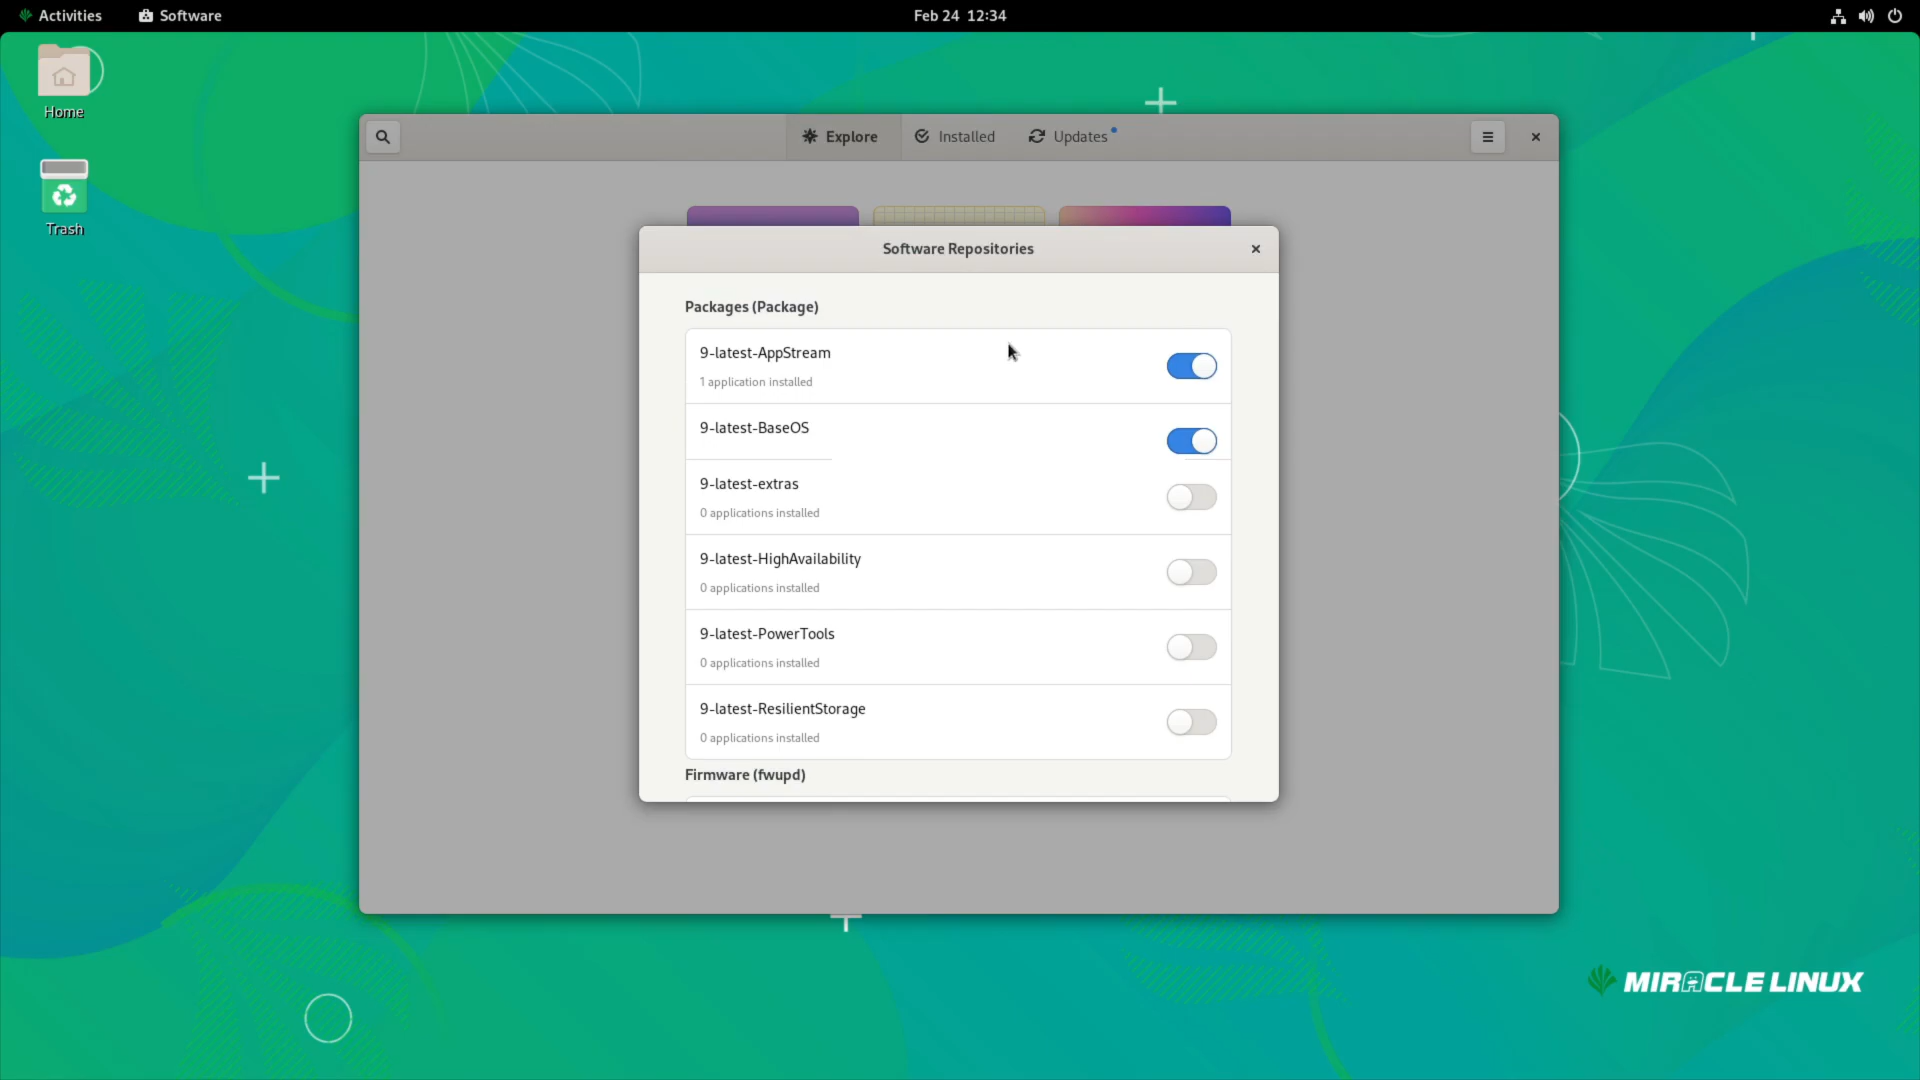 Activities
Software
Feb 24 12:34
Home
Trash
Explore
Installed
Updates
Software Repositories
Packages (Package)
9-latest-AppStream
1 application installed
9-latest-BaseOS
9-latest-extras
0 applications installed
9-latest-HighAvailability
0 applications installed
9-latest-PowerTools
0 applications installed
9-latest-ResilientStorage
0 applications installed
Firmware (fwupd)
MIRACLE LINUX